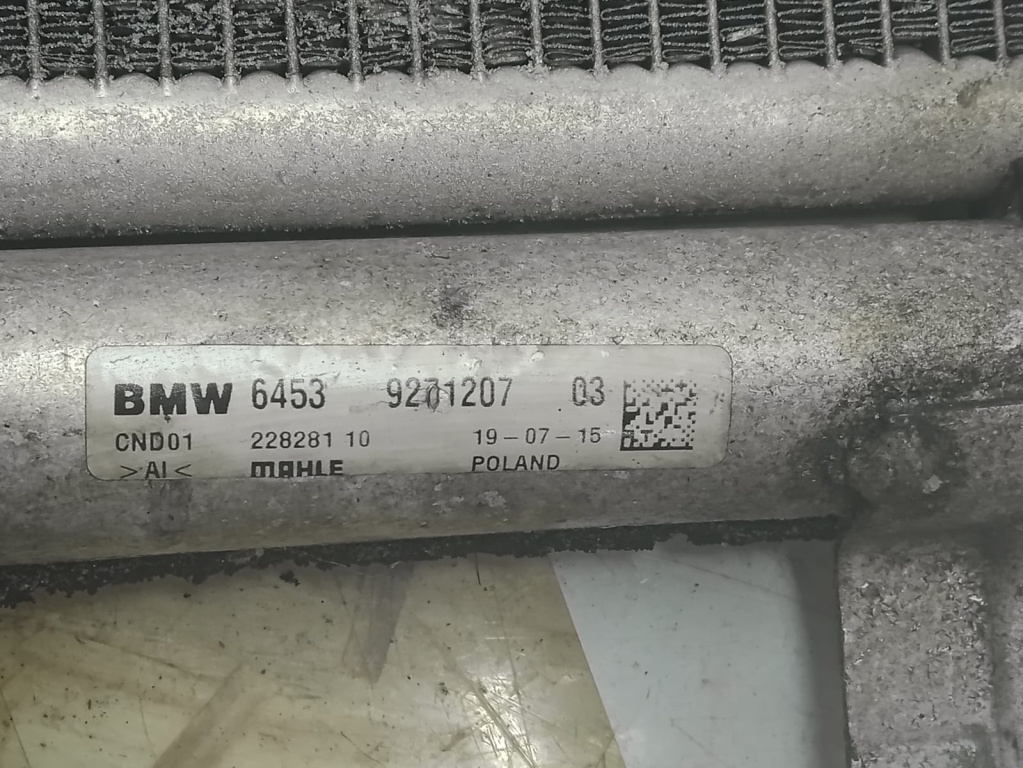 BMW 6453 9271207 03
CND01 228281 10 19-07-15
>Al< MAHLE POLAND